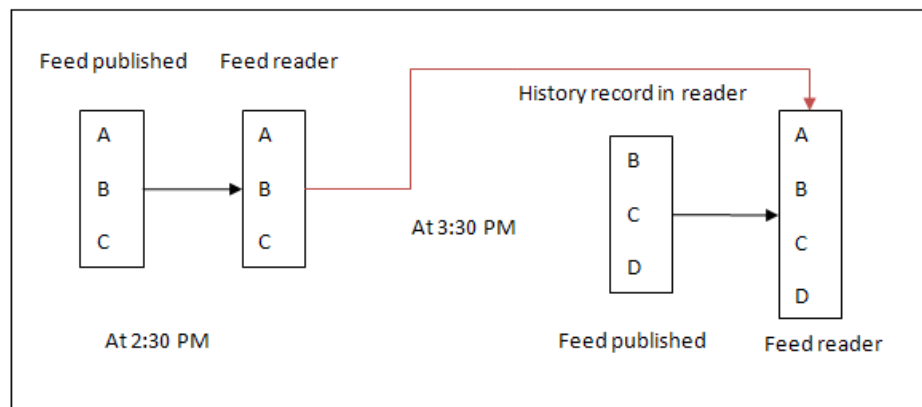 Feed published
Feed reader
A
B
C
A
B
C
At 2:30 PM
History record in reader
At 3:30 PM
B
C
D
Feed published
A
B
C
D
Feed reader